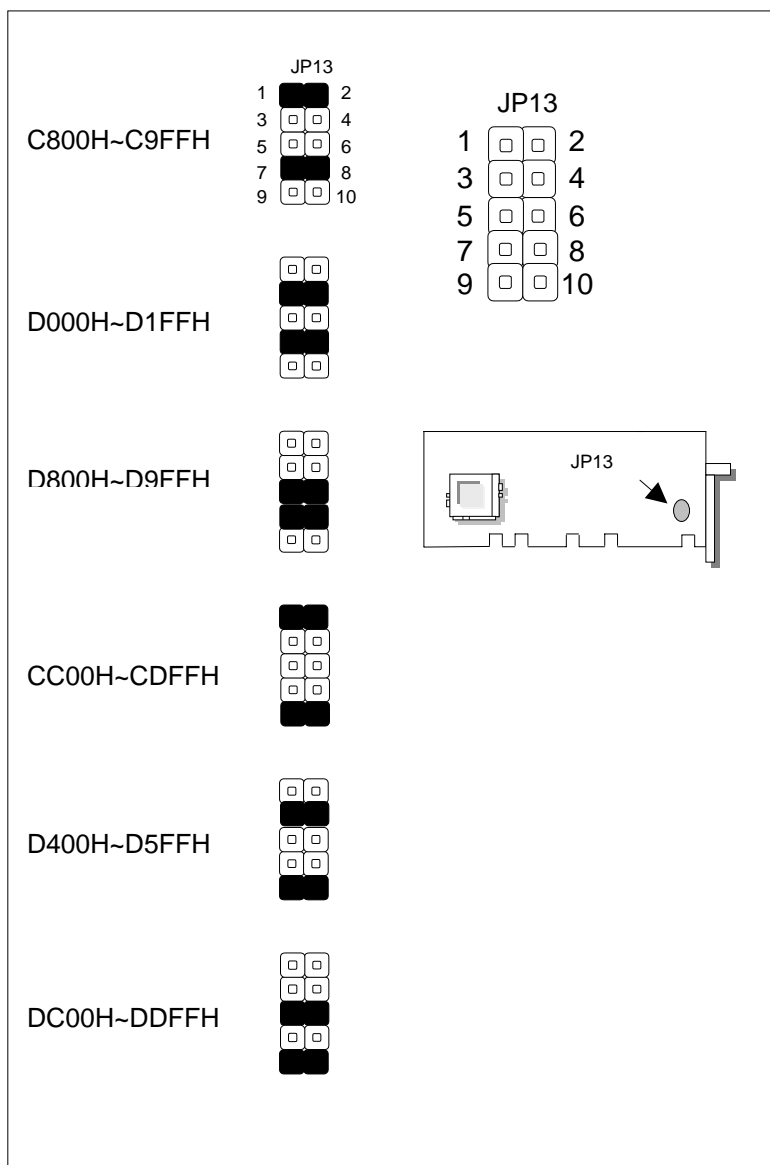 JP13
1 2
3 4
5 6
7 8
9 10
C800H~C9FFH
JP13
1 2
3 4
5 6
7 8
9 10
D000H~D1FFH
D800H~D9FFH
JP13
CC00H~CDFFH
D400H~D5FFH
DC00H~DDFFH